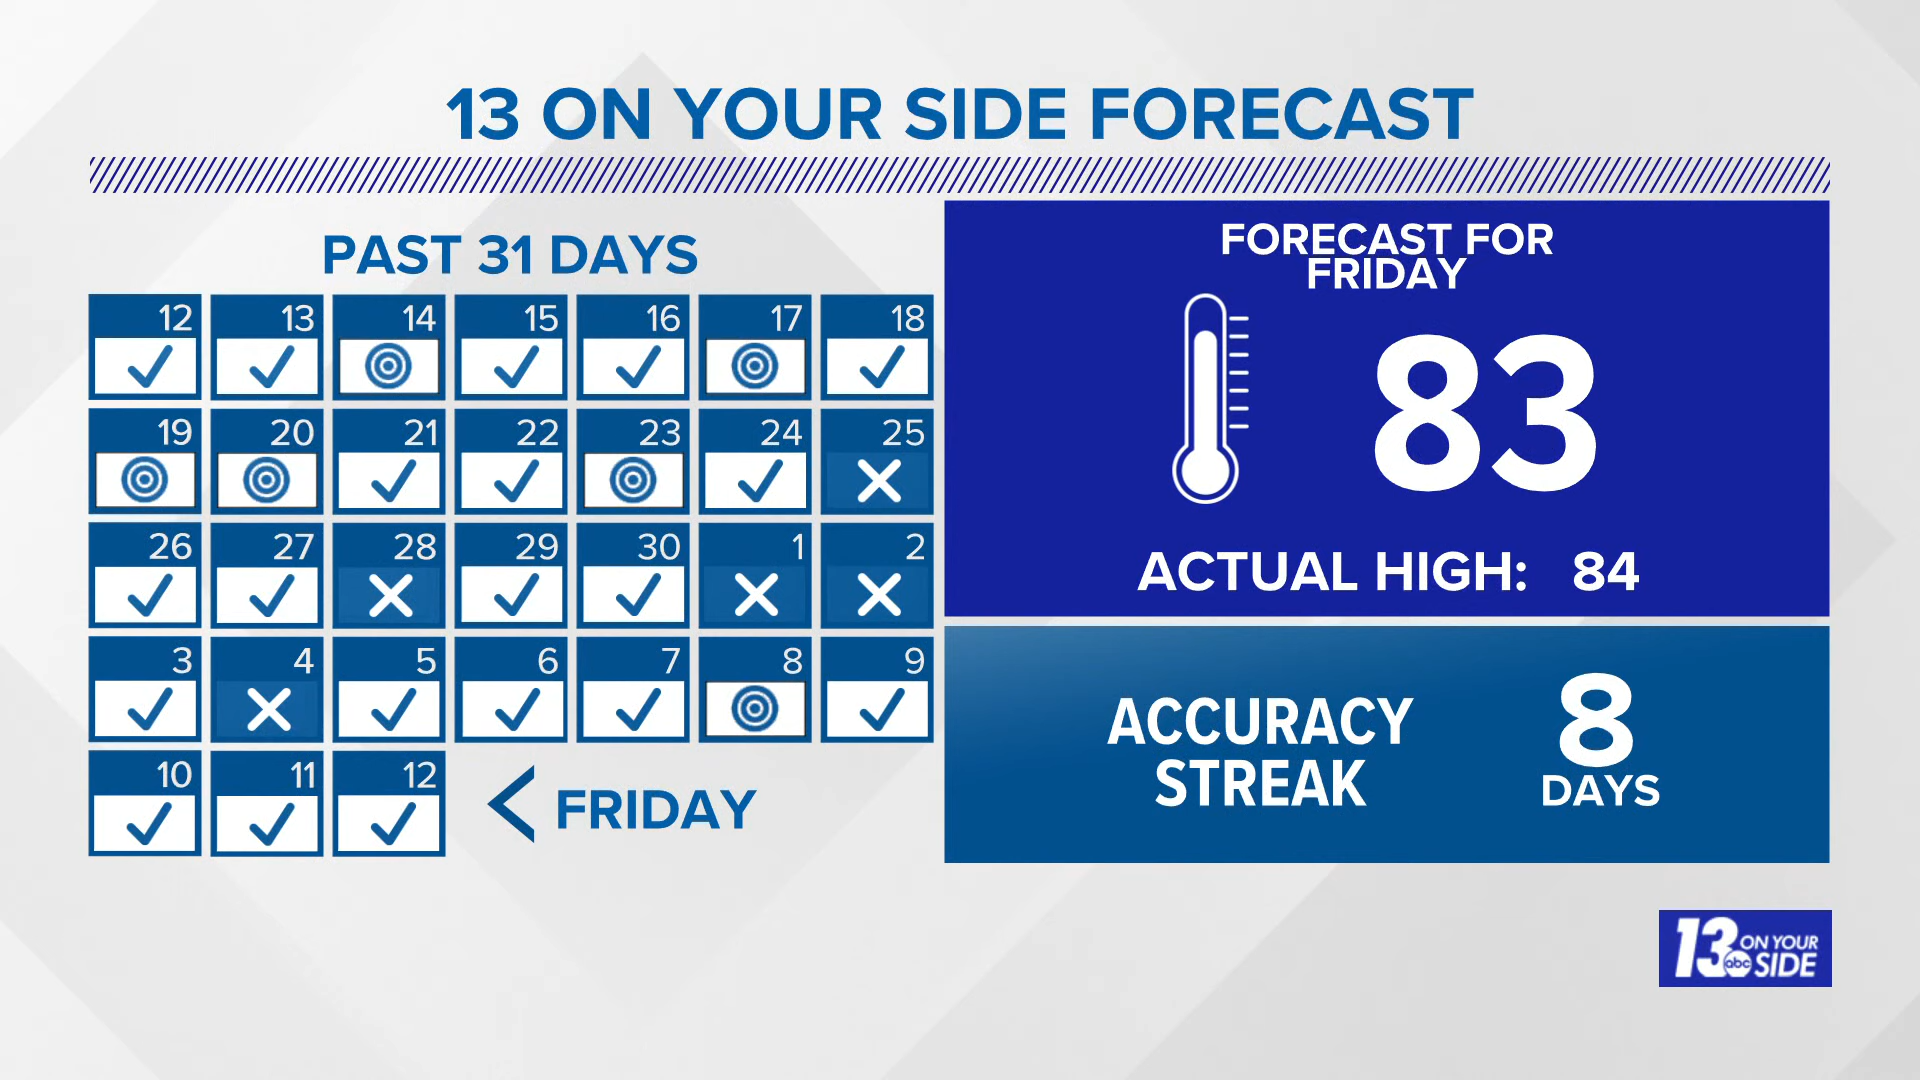 13 ON YOUR SIDE FORECAST
PAST 31 DAYS
12 13 14 15 16 17 18
19 20 21 22 23 24 25
26 27 28 29 30 1 2
3 4 5 6 7 8 9
10 11 12
FRIDAY
FORECAST FOR
FRIDAY
83
ACTUAL HIGH: 84
ACCURACY
STREAK
8
DAYS
13 ON YOUR
abc SIDE